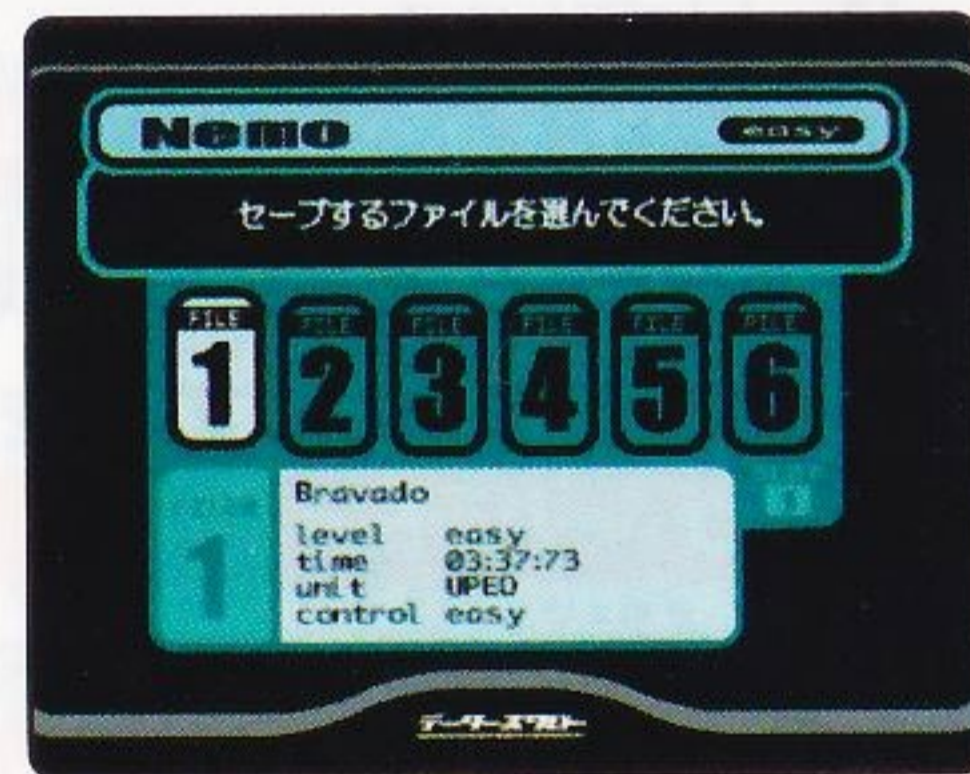 Nemo
easy
セーブするファイルを選んでください。
FILE FILE FILE FILE FILE FILE
1 2 3 4 5 6
1
Bravado
level easy
time 03:37:73
unit UPEO
control easy